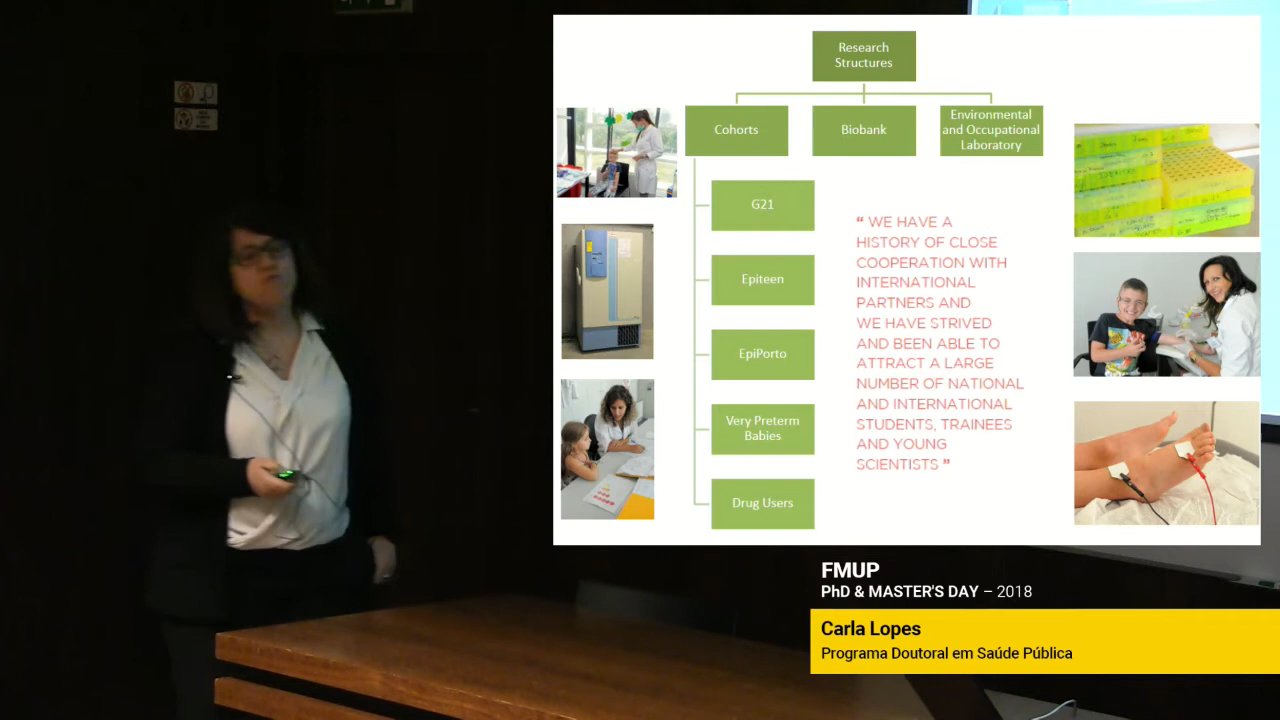 Research
Structures
Cohorts
Biobank
Environmental
and Occupational
Laboratory
G21
Epiteen
EpiPorto
Very Preterm
Babies
Drug Users
“ WE HAVE A
HISTORY OF CLOSE
COOPERATION WITH
INTERNATIONAL
PARTNERS AND
WE HAVE STRIVED
AND BEEN ABLE TO
ATTRACT A LARGE
NUMBER OF NATIONAL
AND INTERNATIONAL
STUDENTS, TRAINEES
AND YOUNG
SCIENTISTS ”
FMUP
PhD & MASTER'S DAY – 2018
Carla Lopes
Programa Doutoral em Saúde Pública